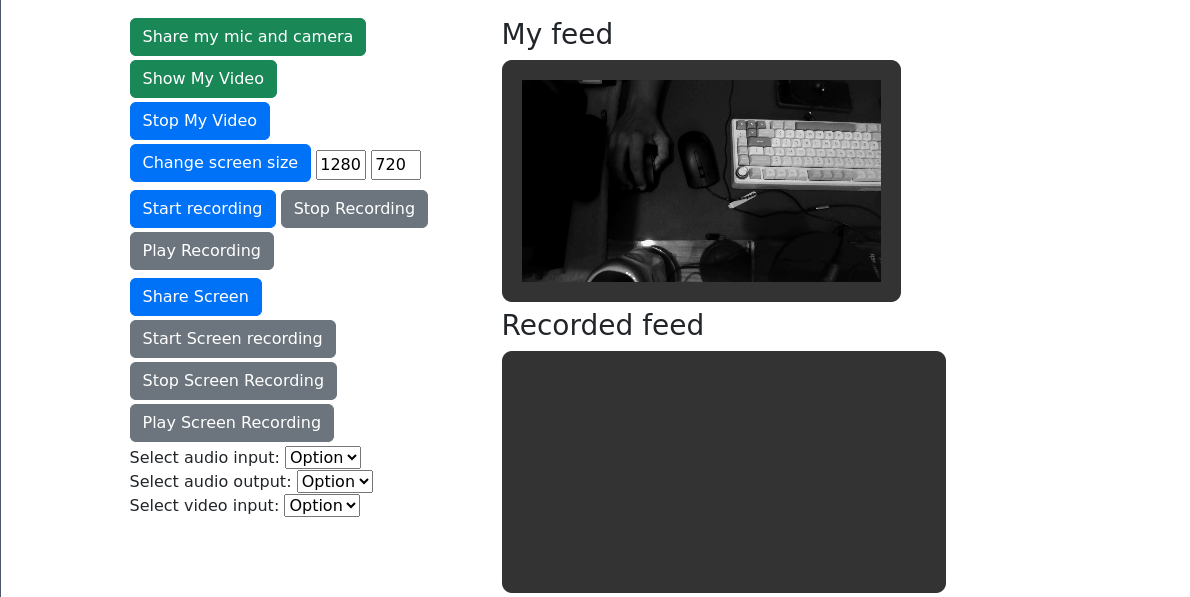 Share my mic and camera
Show My Video
Stop My Video
Change screen size 1280 720
Start recording Stop Recording
Play Recording
Share Screen
Start Screen recording
Stop Screen Recording
Play Screen Recording
Select audio input: Option
Select audio output: Option
Select video input: Option
My feed
Recorded feed